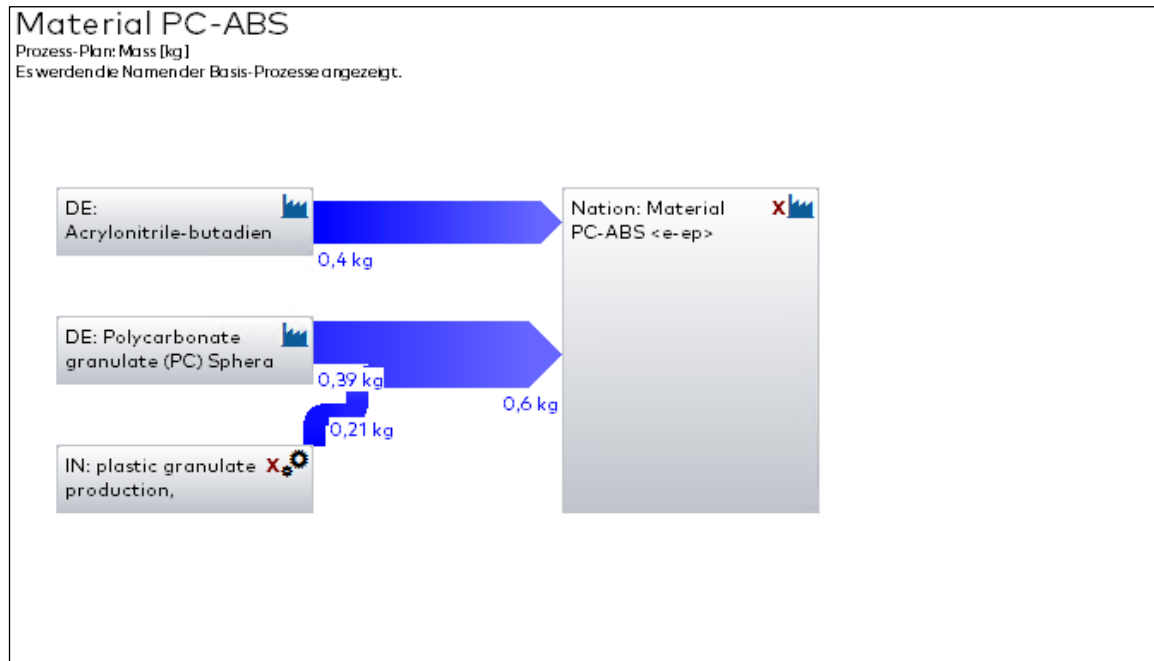 Material PC-ABS
Prozess-Plan: Mass [kg]
Es werden die Namen der Basis-Prozesse angezeigt.
DE:
Acrylonitrile-butadien
0,4 kg
Nation: Material X
PC-ABS <e-ep>
DE: Polycarbonate
granulate (PC) Sphera
0,39 kg
0,6 kg
0,21 kg
IN: plastic granulate X
production,